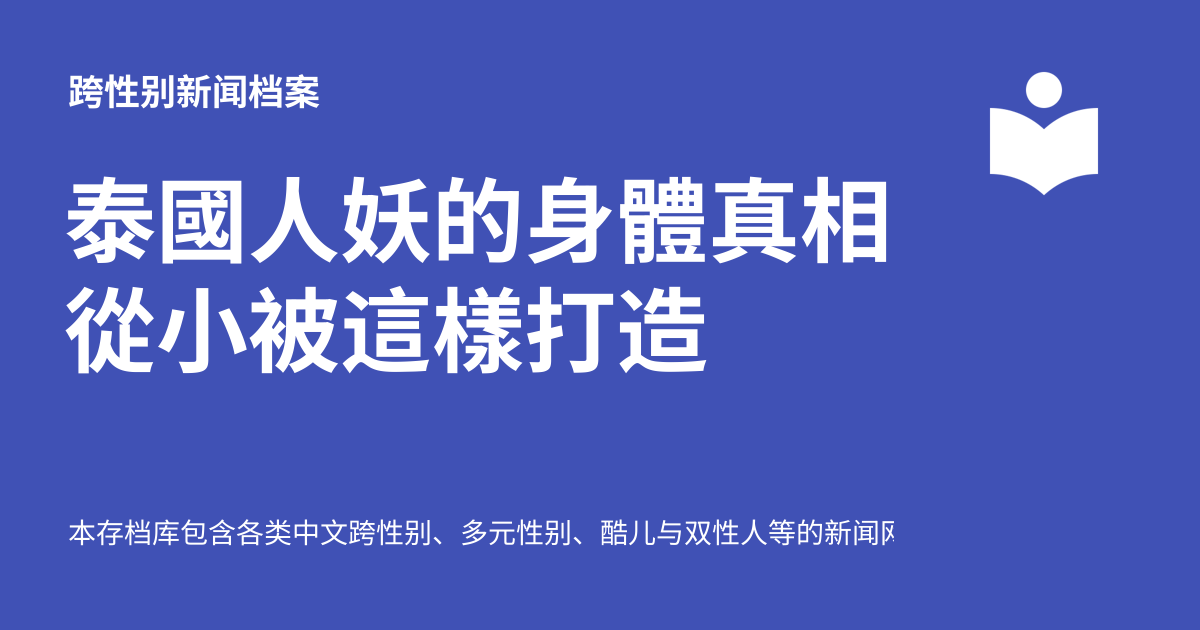 跨性别新闻档案
泰國人妖的身體真相
從小被這樣打造
本存档库包含各类中文跨性别、多元性别、酷儿与双性人等的新闻